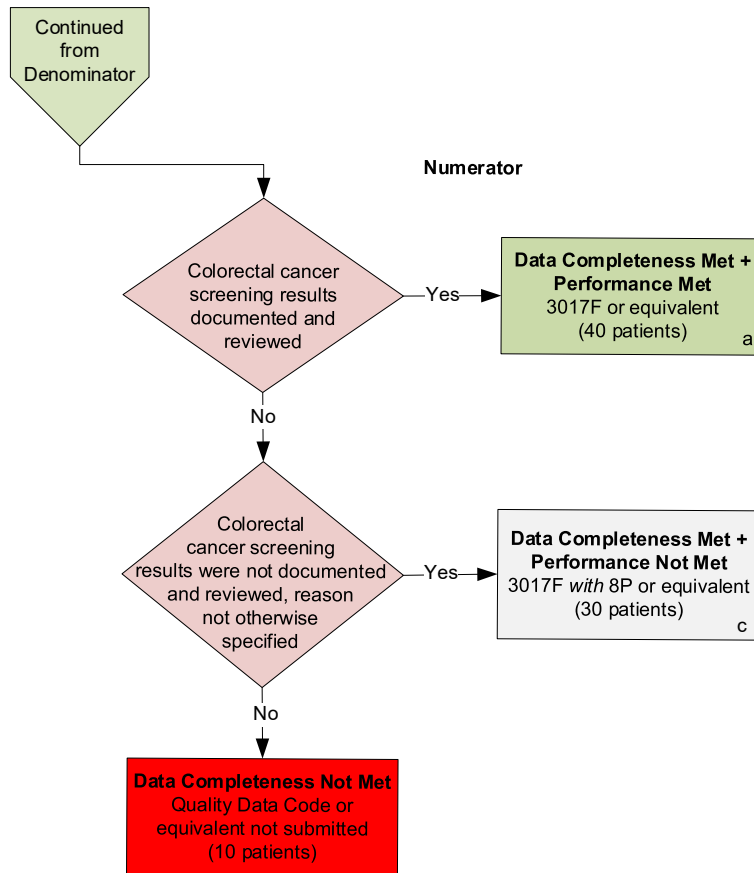 Continued
from
Denominator
Numerator
Colorectal cancer
screening results
documented and
reviewed
Yes
Data Completeness Met +
Performance Met
3017F or equivalent
(40 patients)
a
No
Colorectal
cancer screening
results were not documented
and reviewed, reason
not otherwise
specified
Yes
Data Completeness Met +
Performance Not Met
3017F with 8P or equivalent
(30 patients)
c
No
Data Completeness Not Met
Quality Data Code or
equivalent not submitted
(10 patients)